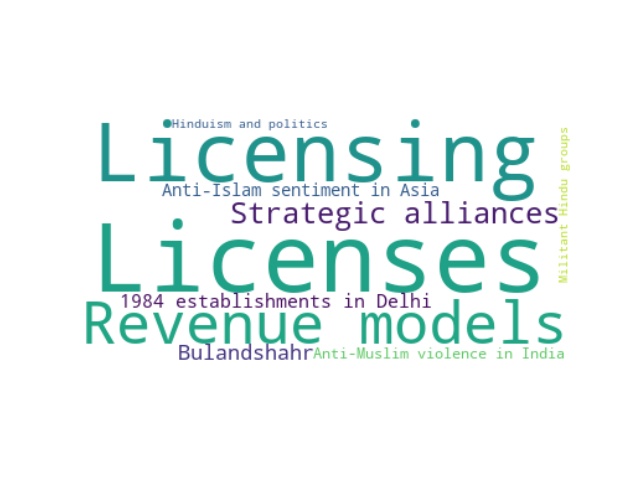 Hinduism and politics
Licensing
Anti-Islam sentiment in Asia
Strategic alliances
Militant Hindu groups
Licenses
1984 establishments in Delhi
Revenue models
Bulandshahr
Anti-Muslim violence in India